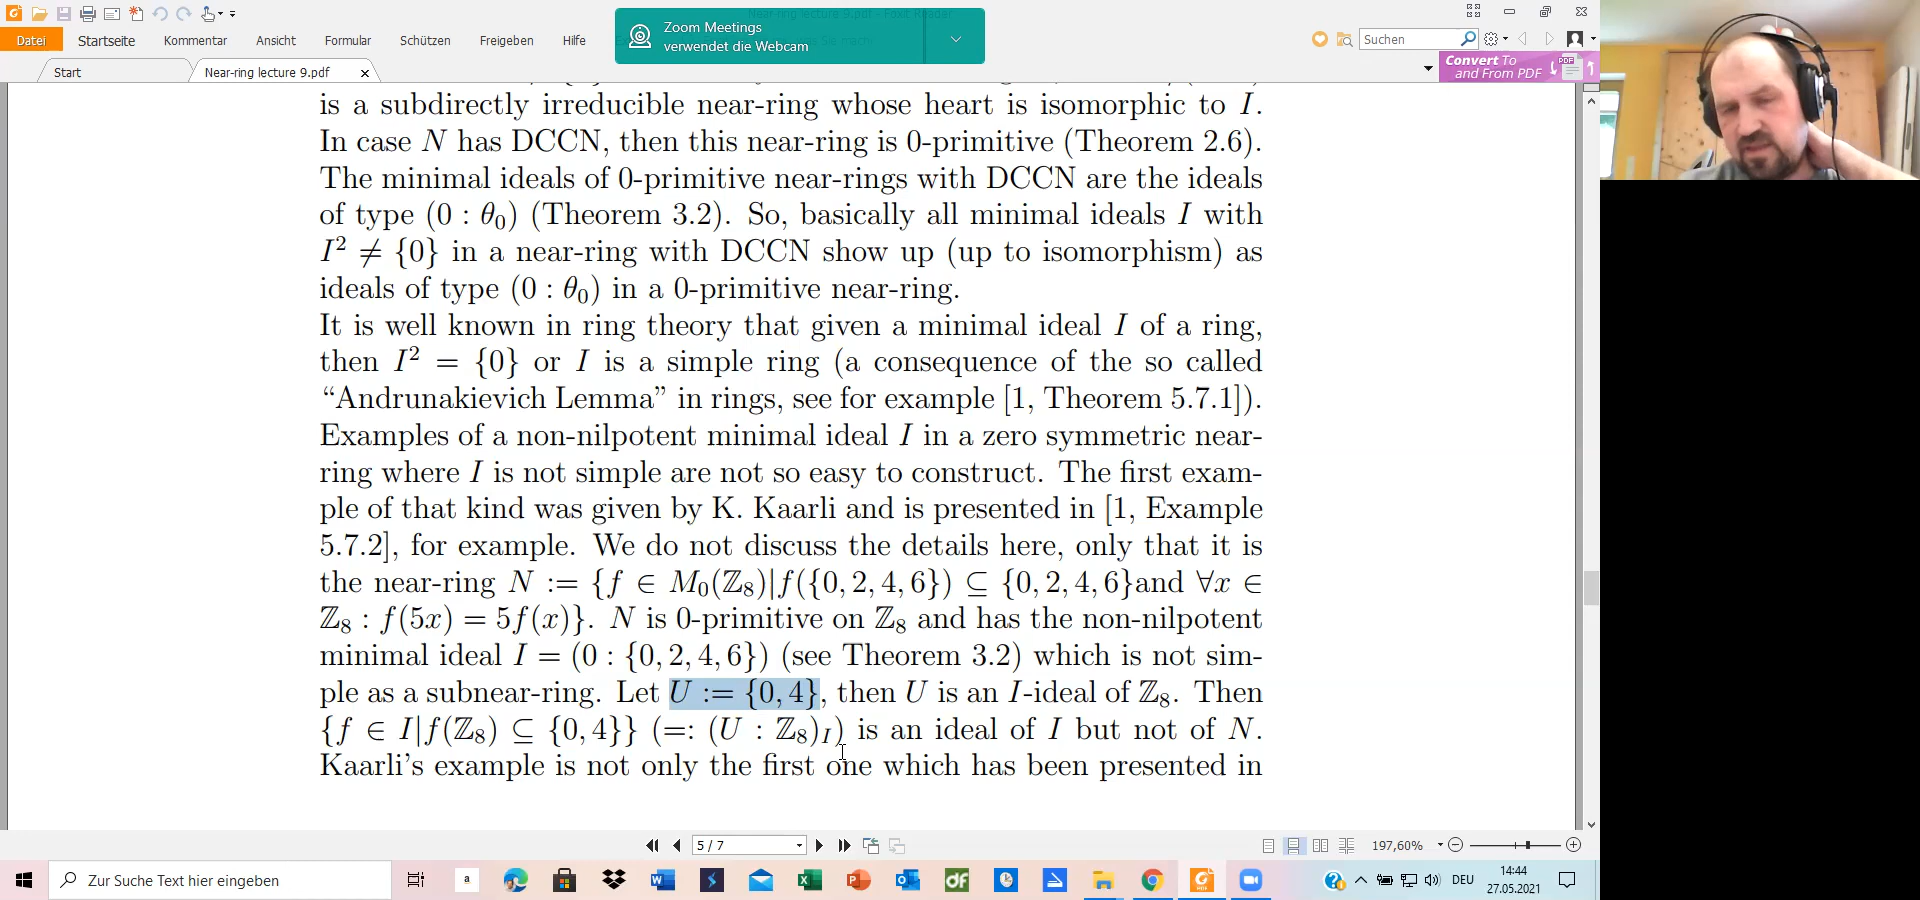 Zoom Meetings
verwendet die Webcam
Datei Startseite Kommentar Ansicht Formular Schützen Freigeben Hilfe Suchen
Start Near-ring lecture 9.pdf
Convert To
and From PDF
PDF
is a subdirectly irreducible near-ring whose heart is isomorphic to I.
In case N has DCCN, then this near-ring is 0-primitive (Theorem 2.6).
The minimal ideals of 0-primitive near-rings with DCCN are the ideals
of type (0 : θ₀) (Theorem 3.2). So, basically all minimal ideals I with
I² ≠ {0} in a near-ring with DCCN show up (up to isomorphism) as
ideals of type (0 : θ₀) in a 0-primitive near-ring.
It is well known in ring theory that given a minimal ideal I of a ring,
then I² = {0} or I is a simple ring (a consequence of the so called
“Andrunakievich Lemma” in rings, see for example [1, Theorem 5.7.1]).
Examples of a non-nilpotent minimal ideal I in a zero symmetric near-
ring where I is not simple are not so easy to construct. The first exam-
ple of that kind was given by K. Kaarli and is presented in [1, Example
5.7.2], for example. We do not discuss the details here, only that it is
the near-ring N := {f ∈ M₀(ℤ₈)|f({0, 2, 4, 6}) ⊆ {0, 2, 4, 6}and ∀x ∈
ℤ₈ : f(5x) = 5f(x)}. N is 0-primitive on ℤ₈ and has the non-nilpotent
minimal ideal I = (0 : {0, 2, 4, 6}) (see Theorem 3.2) which is not sim-
ple as a subnear-ring. Let U := {0, 4}, then U is an I-ideal of ℤ₈. Then
{f ∈ I|f(ℤ₈) ⊆ {0, 4}} (=: (U : ℤ₈)_I) is an ideal of I but not of N.
Kaarli’s example is not only the first one which has been presented in
5 / 7 197,60%
Zur Suche Text hier eingeben
DEU 14:44
27.05.2021